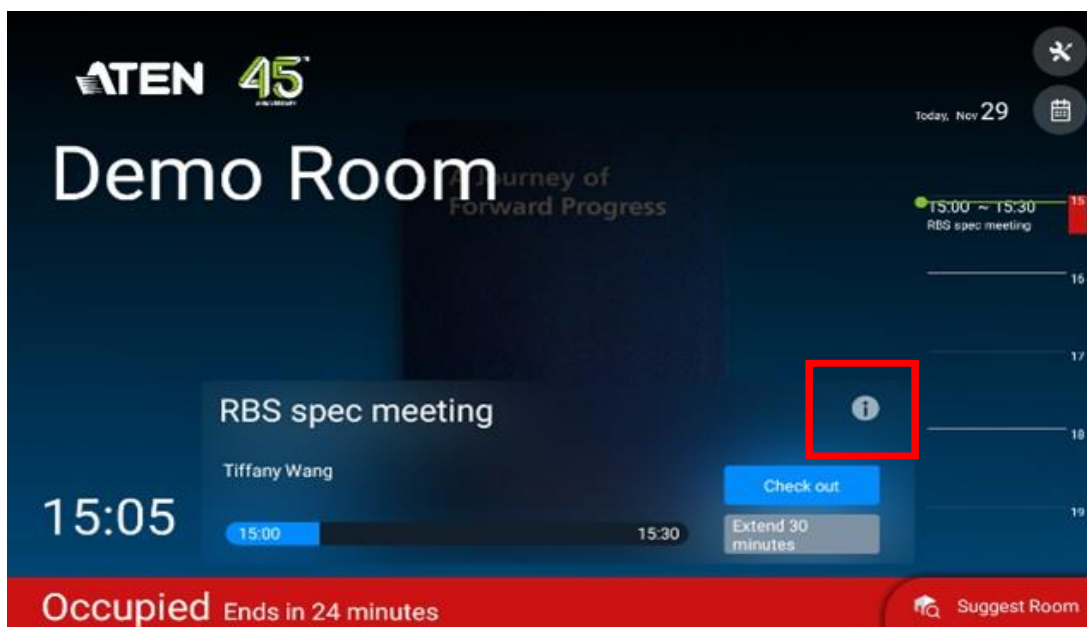 ATEN 45
ANNIVERSARY
Today, Nov 29
Demo Room
A Journey of
Forward Progress
15:00 ~ 15:30
RBS spec meeting
15
16
17
18
19
RBS spec meeting
Tiffany Wang
Check out
15:05
15:00
15:30
Extend 30
minutes
Occupied Ends in 24 minutes
Suggest Room